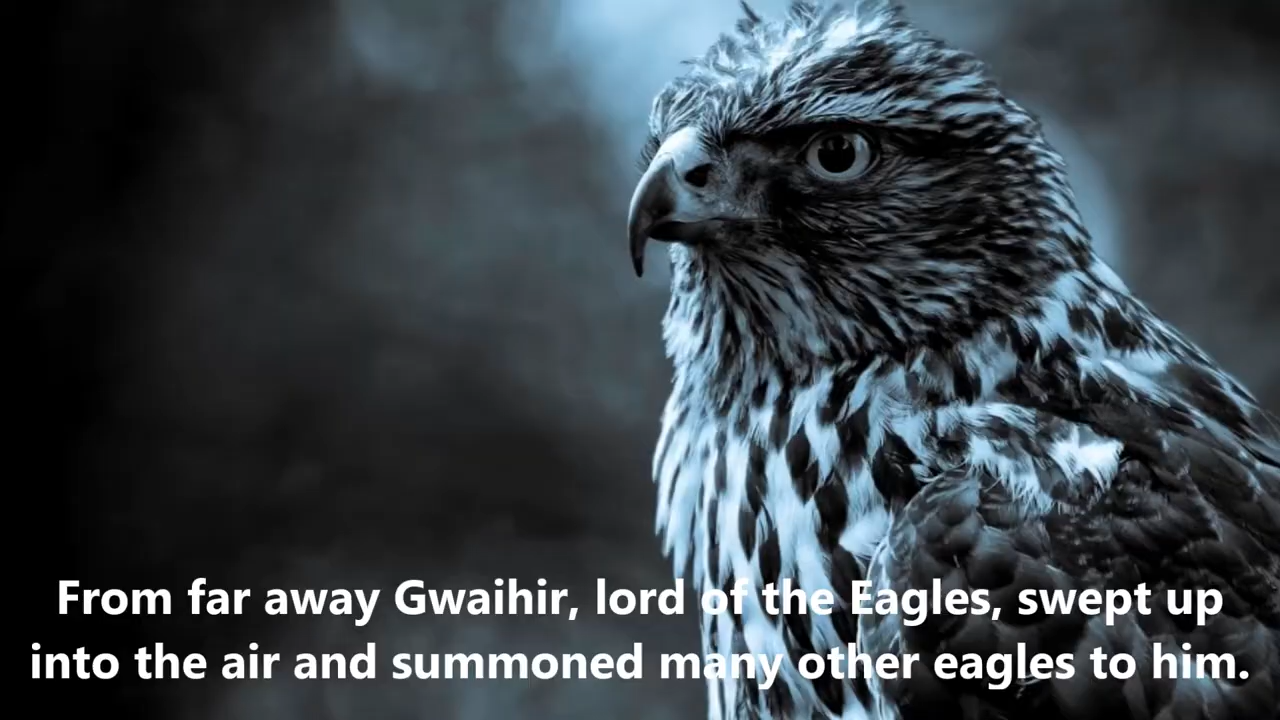 From far away Gwaihir, lord of the Eagles, swept up
into the air and summoned many other eagles to him.